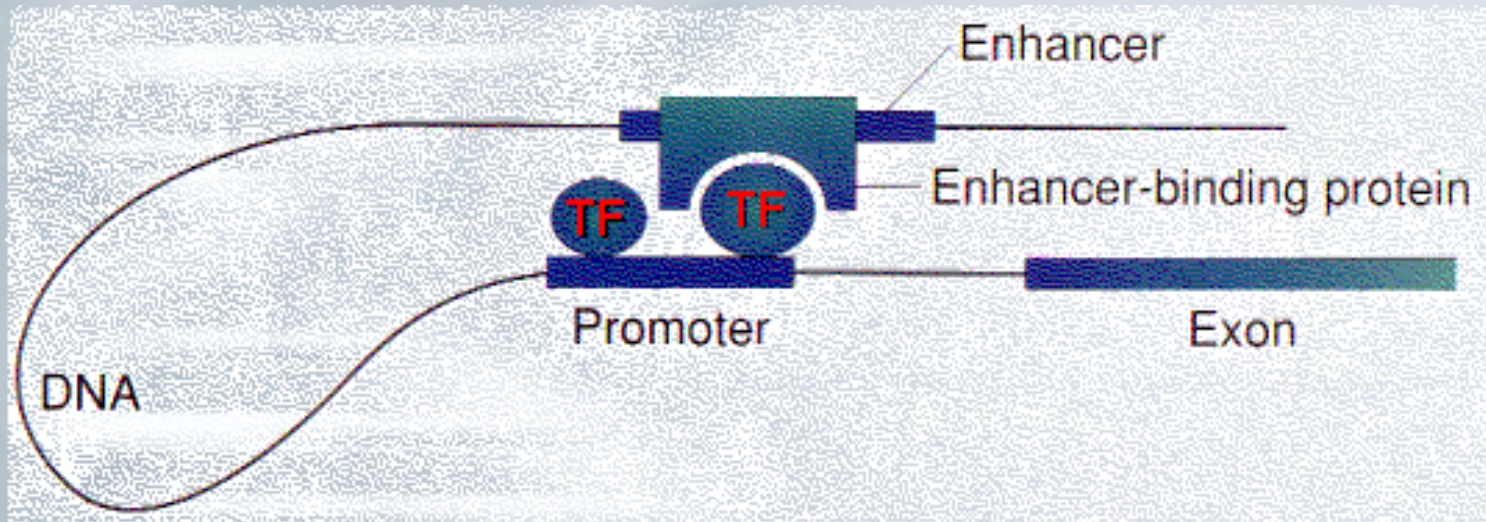 Enhancer
TF
TF
Enhancer-binding protein
Promoter
Exon
DNA